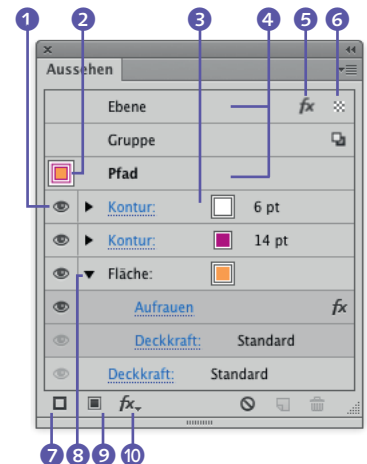 1 2 3 4 5 6
Aussehen
Ebene fx
Gruppe
Pfad
Kontur: 6 pt
Kontur: 14 pt
Fläche:
Aufrauen fx
Deckkraft: Standard
Deckkraft: Standard
fx
7 8 9 10